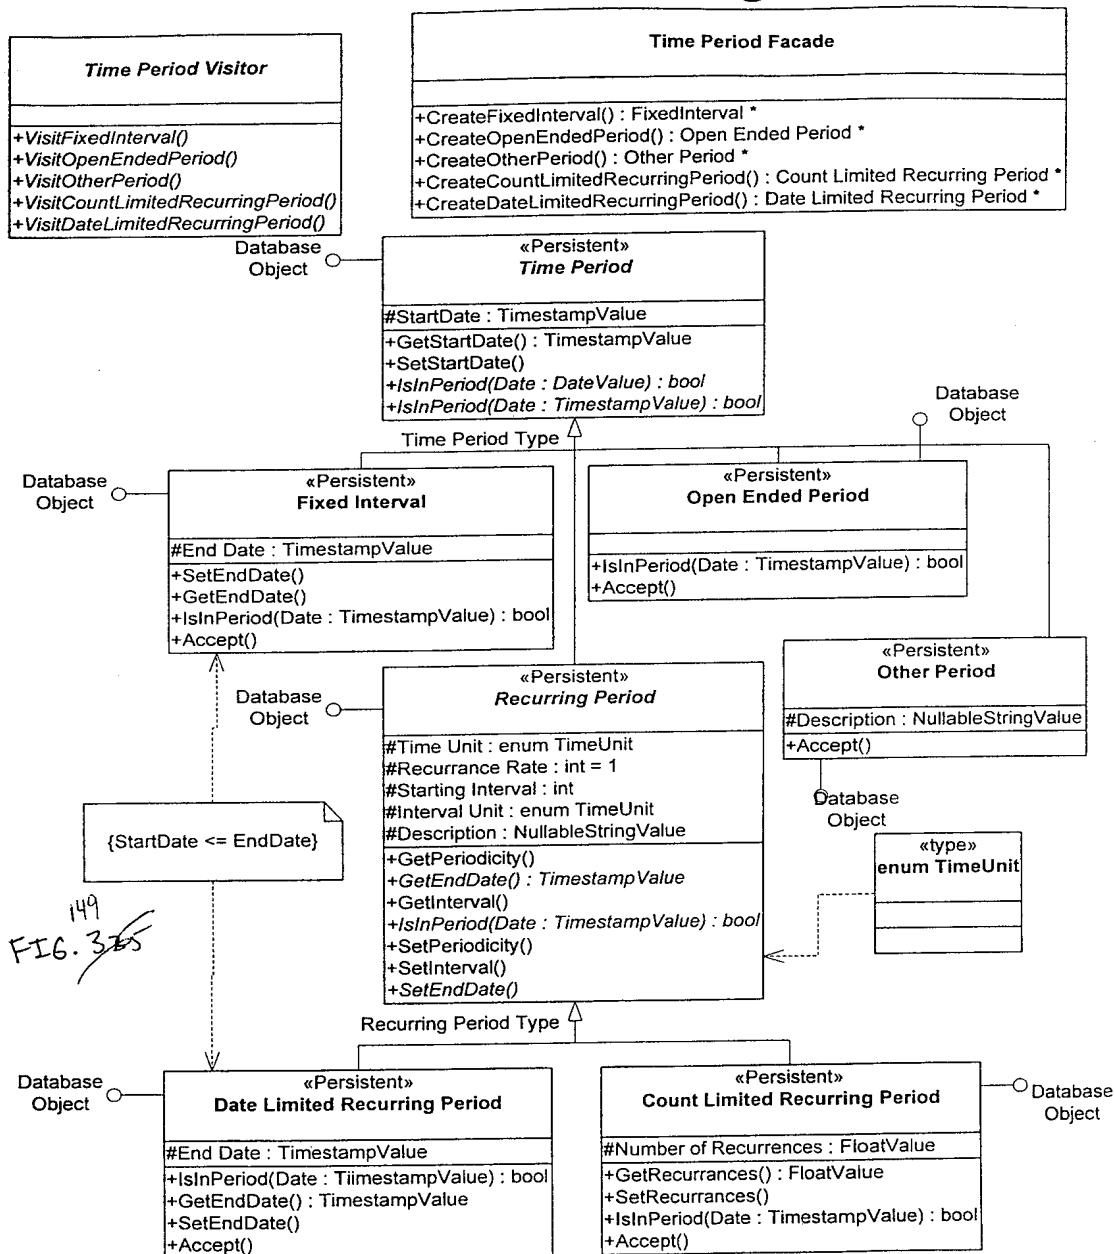 Time Period Visitor
+VisitFixedInterval()
+VisitOpenEndedPeriod()
+VisitOtherPeriod()
+VisitCountLimitedRecurringPeriod()
+VisitDateLimitedRecurringPeriod()
Time Period Facade
+CreateFixedInterval() : FixedInterval *
+CreateOpenEndedPeriod() : Open Ended Period *
+CreateOtherPeriod() : Other Period *
+CreateCountLimitedRecurringPeriod() : Count Limited Recurring Period *
+CreateDateLimitedRecurringPeriod() : Date Limited Recurring Period *
Database
Object
«Persistent»
Time Period
#StartDate : TimestampValue
+GetStartDate() : TimestampValue
+SetStartDate()
+IsInPeriod(Date : DateValue) : bool
+IsInPeriod(Date : TimestampValue) : bool
Database
Object
Time Period Type
Database
Object
«Persistent»
Fixed Interval
#End Date : TimestampValue
+SetEndDate()
+GetEndDate()
+IsInPeriod(Date : TimestampValue) : bool
+Accept()
«Persistent»
Open Ended Period
+IsInPeriod(Date : TimestampValue) : bool
+Accept()
«Persistent»
Other Period
#Description : NullableStringValue
+Accept()
Database
Object
Database
Object
«Persistent»
Recurring Period
#Time Unit : enum TimeUnit
#Recurrance Rate : int = 1
#Starting Interval : int
#Interval Unit : enum TimeUnit
#Description : NullableStringValue
+GetPeriodicity()
+GetEndDate() : TimestampValue
+GetInterval()
+IsInPeriod(Date : TimestampValue) : bool
+SetPeriodicity()
+SetInterval()
+SetEndDate()
{StartDate <= EndDate}
«type»
enum TimeUnit
149
FIG. 3
Recurring Period Type
Database
Object
«Persistent»
Date Limited Recurring Period
#End Date : TimestampValue
+IsInPeriod(Date : TiimestampValue) : bool
+GetEndDate() : TimestampValue
+SetEndDate()
+Accept()
«Persistent»
Count Limited Recurring Period
#Number of Recurrences : FloatValue
+GetRecurrances() : FloatValue
+SetRecurrances()
+IsInPeriod(Date : TimestampValue) : bool
+Accept()
Database
Object